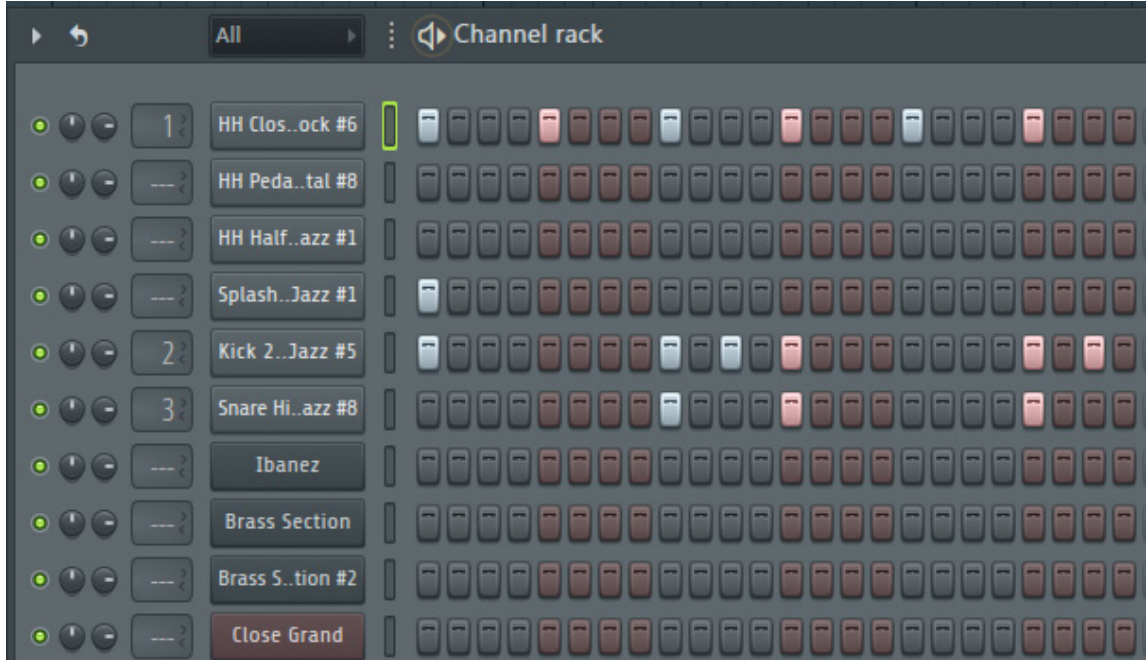 All Channel rack
1 HH Clos..ock #6
--- HH Peda..tal #8
--- HH Half..azz #1
--- Splash..Jazz #1
2 Kick 2..Jazz #5
3 Snare Hi..azz #8
--- Ibanez
--- Brass Section
--- Brass S..tion #2
--- Close Grand